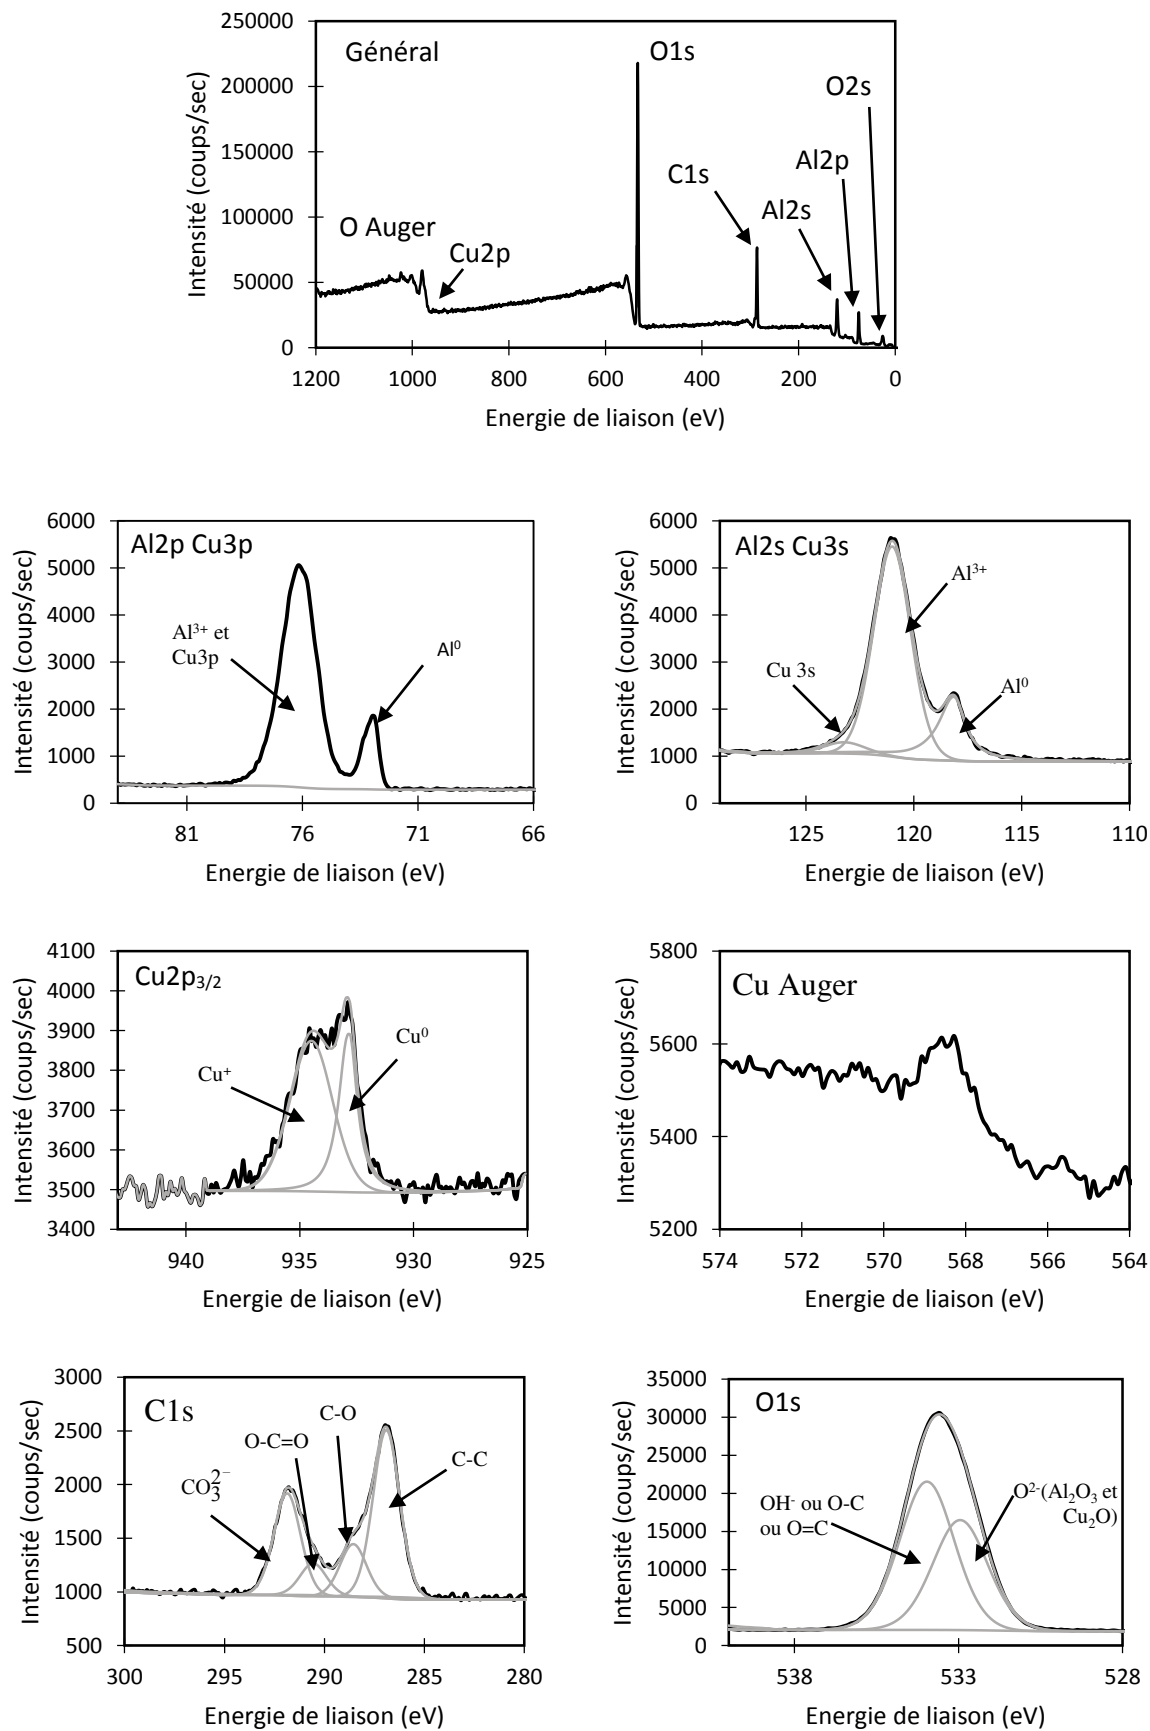 250000
200000
150000
100000
50000
0
Intensité (coups/sec)
Général
O1s
O2s
Al2p
C1s
Al2s
O Auger
Cu2p
1200 1000 800 600 400 200 0
Energie de liaison (eV)
6000
5000
4000
3000
2000
1000
0
Intensité (coups/sec)
Al2p Cu3p
Al³⁺ et
Cu3p
Al⁰
81 76 71 66
Energie de liaison (eV)
6000
5000
4000
3000
2000
1000
0
Intensité (coups/sec)
Al2s Cu3s
Al³⁺
Cu 3s
Al⁰
125 120 115 110
Energie de liaison (eV)
4100
4000
3900
3800
3700
3600
3500
3400
Intensité (coups/sec)
Cu2p₃/₂
Cu⁺
Cu⁰
940 935 930 925
Energie de liaison (eV)
5800
5600
5400
5200
Intensité (coups/sec)
Cu Auger
574 572 570 568 566 564
Energie de liaison (eV)
3000
2500
2000
1500
1000
500
Intensité (coups/sec)
C1s
C-O
O-C=O
C-C
CO₃²⁻
300 295 290 285 280
Energie de liaison (eV)
35000
30000
25000
20000
15000
10000
5000
0
Intensité (coups/sec)
O1s
OH⁻ ou O-C
ou O=C
O²⁻(Al₂O₃ et
Cu₂O)
538 533 528
Energie de liaison (eV)